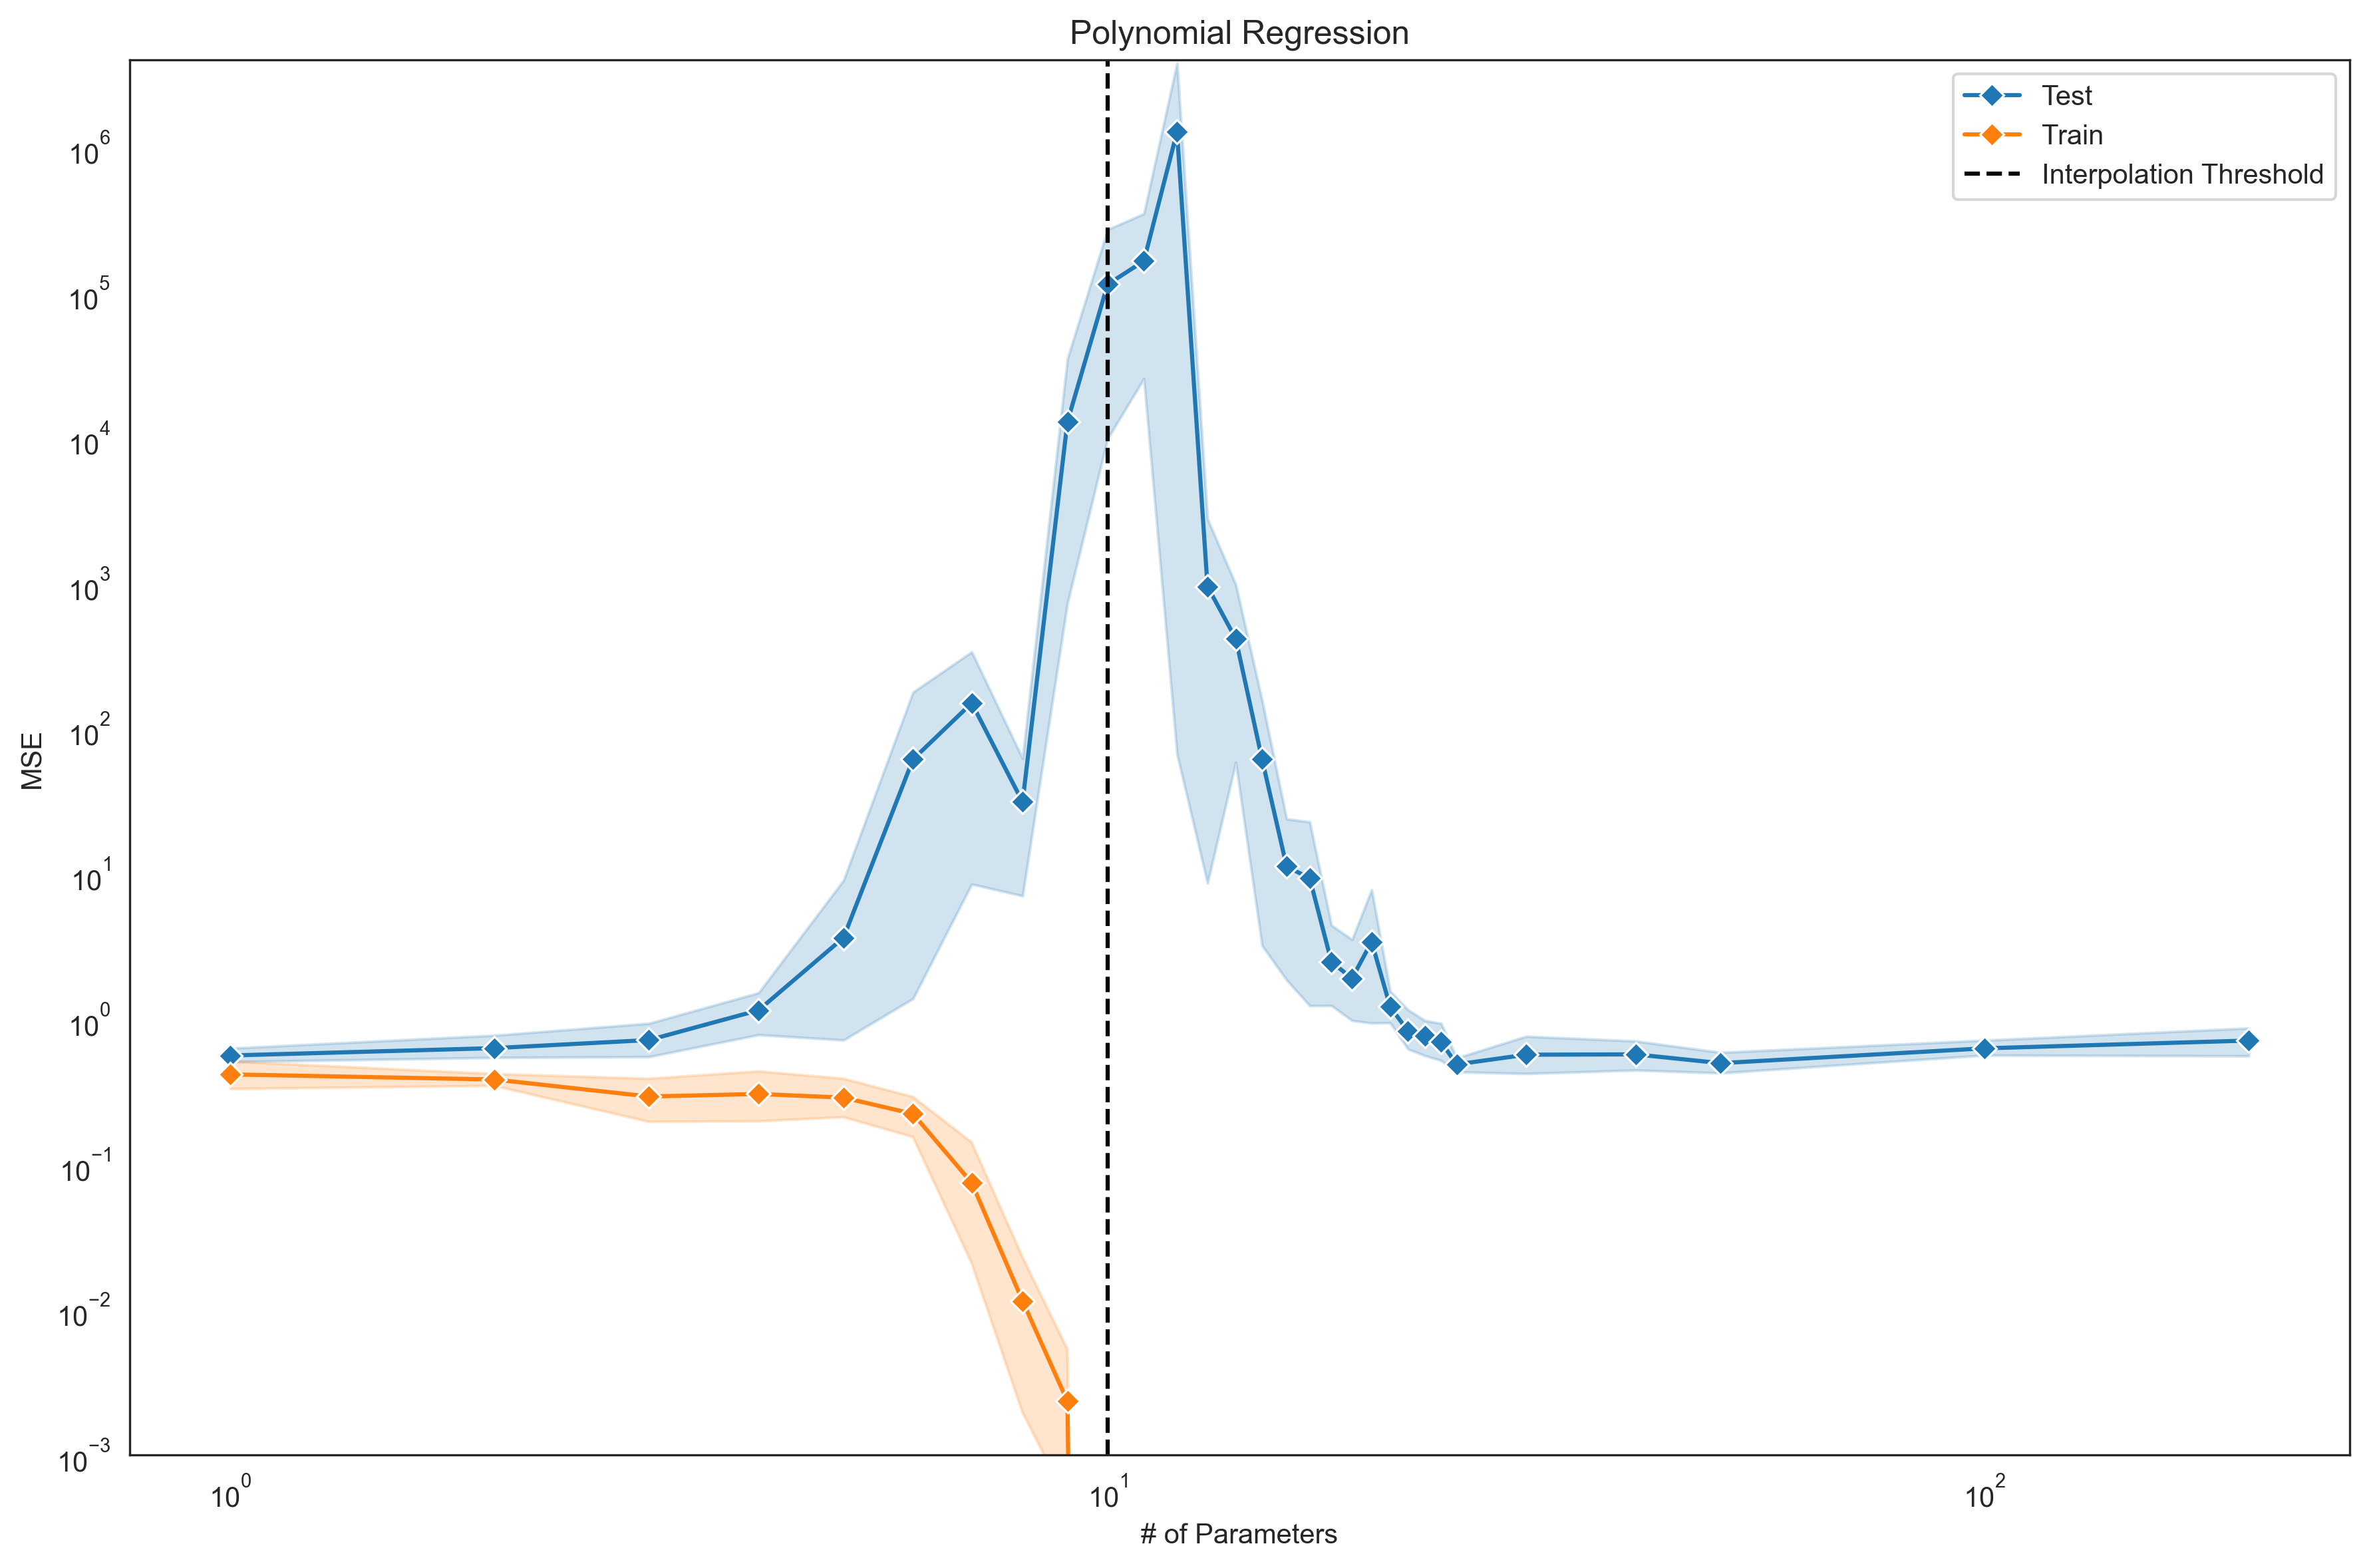 Polynomial Regression
Test
Train
Interpolation Threshold
MSE
10^6
10^5
10^4
10^3
10^2
10^1
10^0
10^−1
10^−2
10^−3
10^0 10^1 10^2
# of Parameters